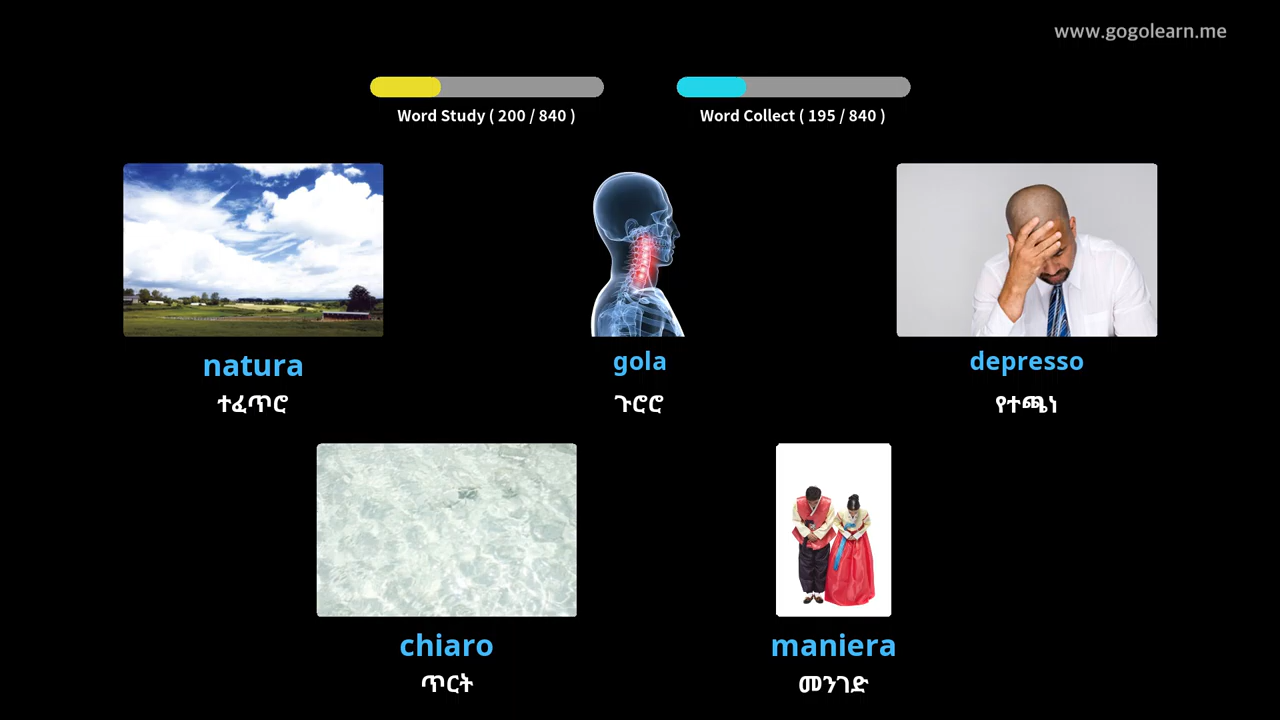 www.gogolearn.me
Word Study ( 200 / 840 )
Word Collect ( 195 / 840 )
natura
ተፈጥሮ
gola
ጉሮሮ
depresso
የተጫነ
chiaro
ጥርት
maniera
መንገድ